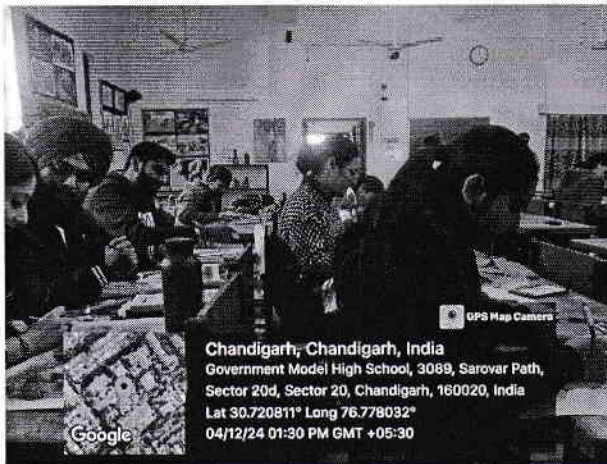 GPS Map Camera
Chandigarh, Chandigarh, India
Government Model High School, 3089, Sarovar Path,
Sector 20d, Sector 20, Chandigarh, 160020, India
Lat 30.720811° Long 76.778032°
04/12/24 01:30 PM GMT +05:30
Google